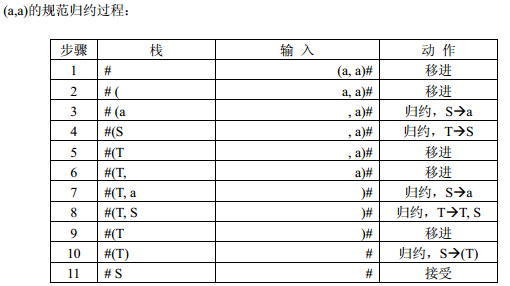 (a,a)的规范归约过程：
步骤 栈 输 入 动 作
1 # (a, a)# 移进
2 # ( a, a)# 移进
3 # (a , a)# 归约，S→a
4 #(S , a)# 归约，T→S
5 #(T , a)# 移进
6 #(T, a)# 移进
7 #(T, a )# 归约，S→a
8 #(T, S )# 归约，T→T, S
9 #(T )# 移进
10 #(T) # 归约，S→(T)
11 # S # 接受